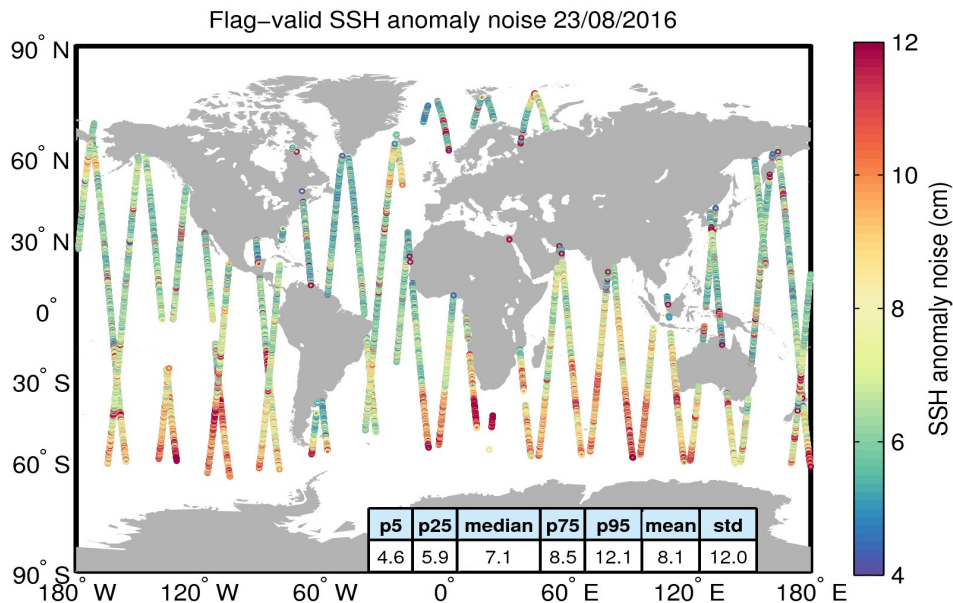 Flag−valid SSH anomaly noise 23/08/2016
90° N
60° N
30° N
0°
30° S
60° S
90° S
180° W
120° W
60° W
0°
60° E
120° E
180° E
p5 p25 median p75 p95 mean std
4.6 5.9 7.1 8.5 12.1 8.1 12.0
12
10
8
6
4
SSH anomaly noise (cm)